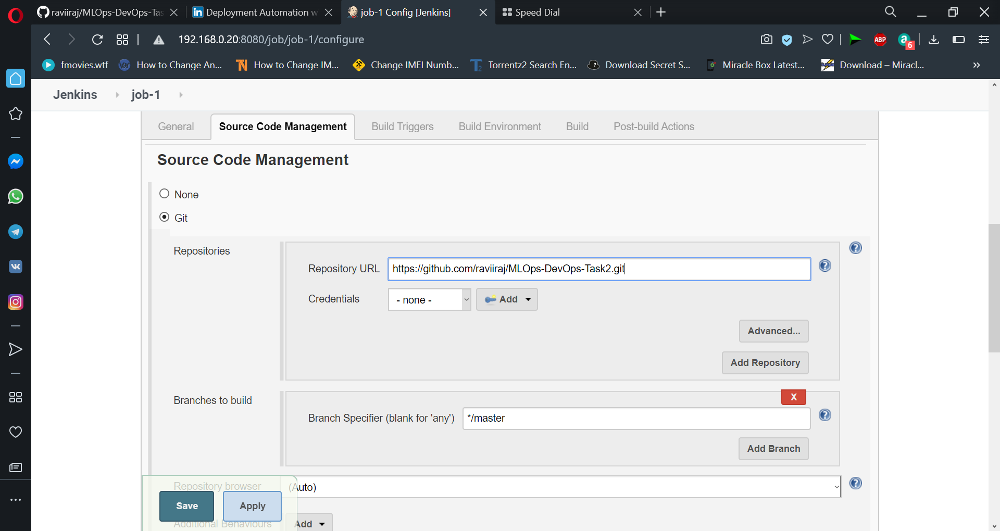 raviiraj/MLOps-DevOps-Tas
Deployment Automation w
job-1 Config [Jenkins]
Speed Dial
192.168.0.20:8080/job/job-1/configure
ABP
a
6
fmovies.wtf
How to Change An...
How to Change IM...
Change IMEI Numb...
Torrentz2 Search En...
Download Secret S...
Miracle Box Latest...
Download – Miracl...
Jenkins
job-1
General
Source Code Management
Build Triggers
Build Environment
Build
Post-build Actions
Source Code Management
None
Git
Repositories
Repository URL
https://github.com/raviiraj/MLOps-DevOps-Task2.git
Credentials
- none -
Add
Advanced...
Add Repository
Branches to build
X
Branch Specifier (blank for 'any')
*/master
Add Branch
Repository browser
(Auto)
Save
Apply
Additional Behaviours
Add